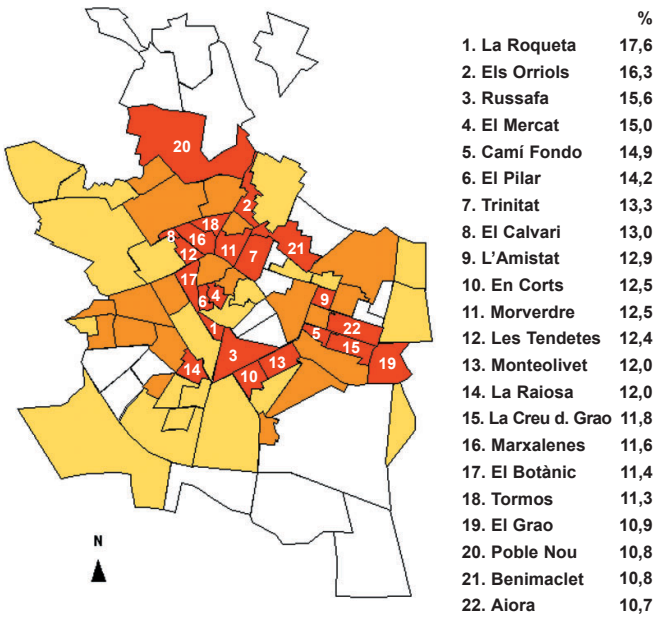 %
1. La Roqueta 17,6
2. Els Orriols 16,3
3. Russafa 15,6
4. El Mercat 15,0
5. Camí Fondo 14,9
6. El Pilar 14,2
7. Trinitat 13,3
8. El Calvari 13,0
9. L'Amistat 12,9
10. En Corts 12,5
11. Morverdre 12,5
12. Les Tendetes 12,4
13. Monteolivet 12,0
14. La Raiosa 12,0
15. La Creu d. Grao 11,8
16. Marxalenes 11,6
17. El Botànic 11,4
18. Tormos 11,3
19. El Grao 10,9
20. Poble Nou 10,8
21. Benimaclet 10,8
22. Aiora 10,7
20
2
18
8 16
21
12 11 7
17
6 4
9
1
5 22
15
3
13
19
14
10
N